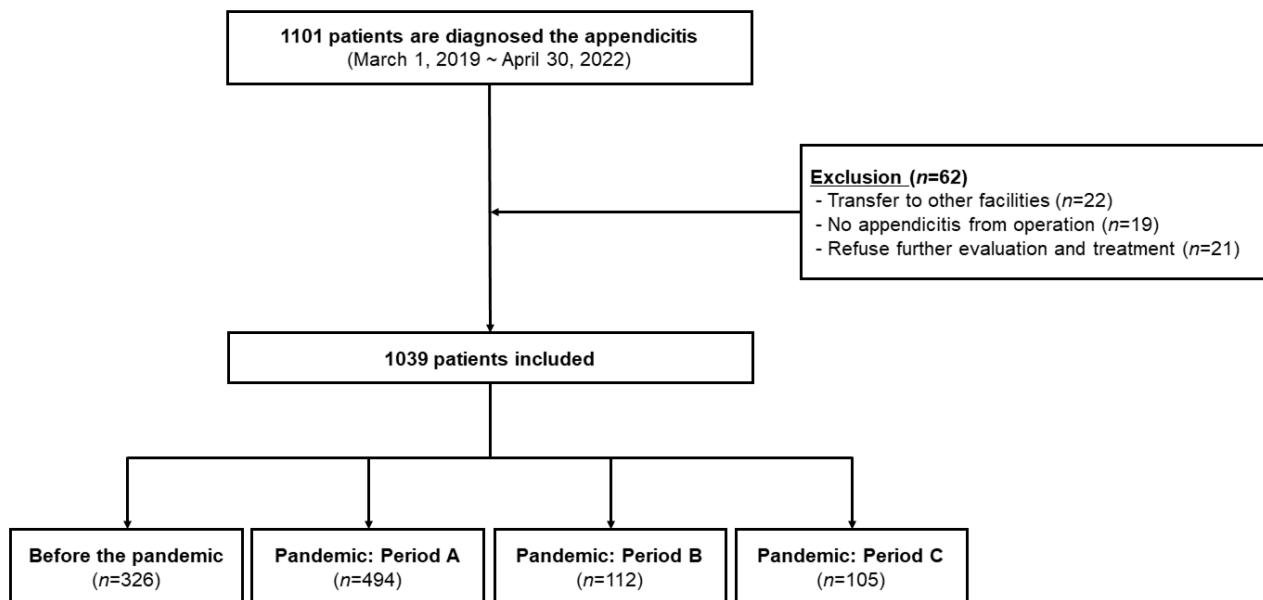 1101 patients are diagnosed the appendicitis
(March 1, 2019 ~ April 30, 2022)
Exclusion (n=62)
- Transfer to other facilities (n=22)
- No appendicitis from operation (n=19)
- Refuse further evaluation and treatment (n=21)
1039 patients included
Before the pandemic
(n=326)
Pandemic: Period A
(n=494)
Pandemic: Period B
(n=112)
Pandemic: Period C
(n=105)